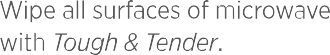 Wipe all surfaces of microwave
with Tough & Tender.